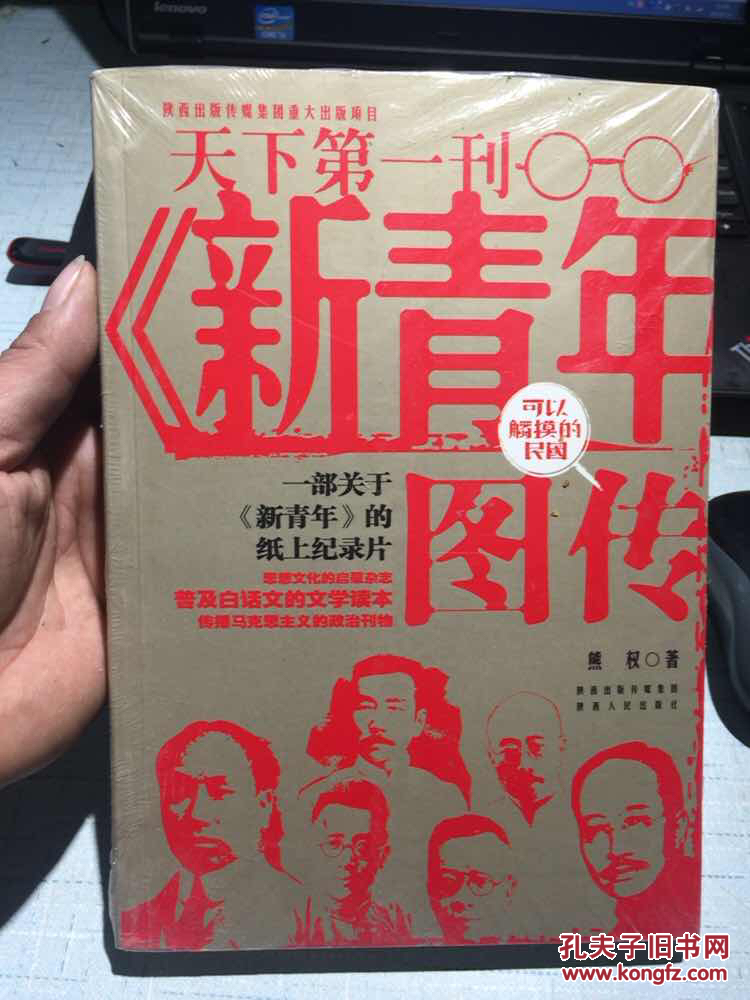 lenovo
intel
CORE i5
陕西出版传媒集团重大出版项目
天下第一刊
《新青年
图传
可以
觸摸的
民國
一部关于
《新青年》的
纸上纪录片
思想文化的启蒙杂志
普及白话文的文学读本
传播马克思主义的政治刊物
熊 权○著
陕西出版传媒集团
陕西人民出版社
孔夫子旧书网
www.kongfz.com